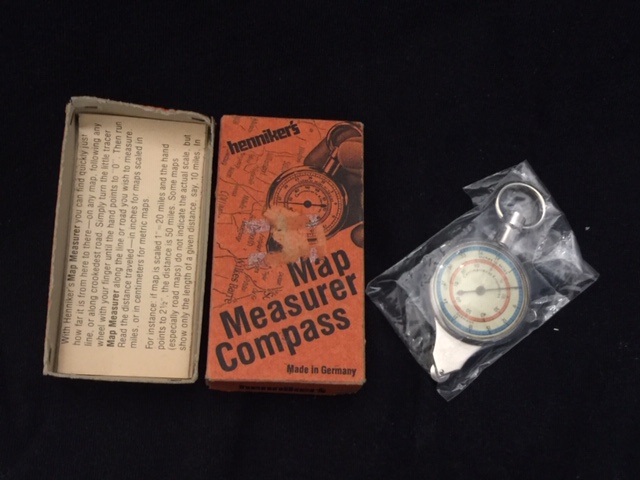 With Henniker's Map Measurer you can find quickly just
how far it is from here to there—on any map, following any
line, or along crookedest road. Simply turn the little tracer
wheel with your finger until the hand points to "0". Then run
Map Measurer along the line or road you wish to measure.
Read the distance traveled—in inches for maps scaled in
miles, or in centimeters for metric maps.
For instance: if map is scaled 1" = 20 miles and the hand
points to 2½", the distance is 50 miles. Some maps
(especially road maps) do not indicate the actual scale, but
show only the length of a given distance, say, 10 miles. In
henniker's
Wilkes Barre
Map
Measurer
Compass
Made in Germany
henniker's